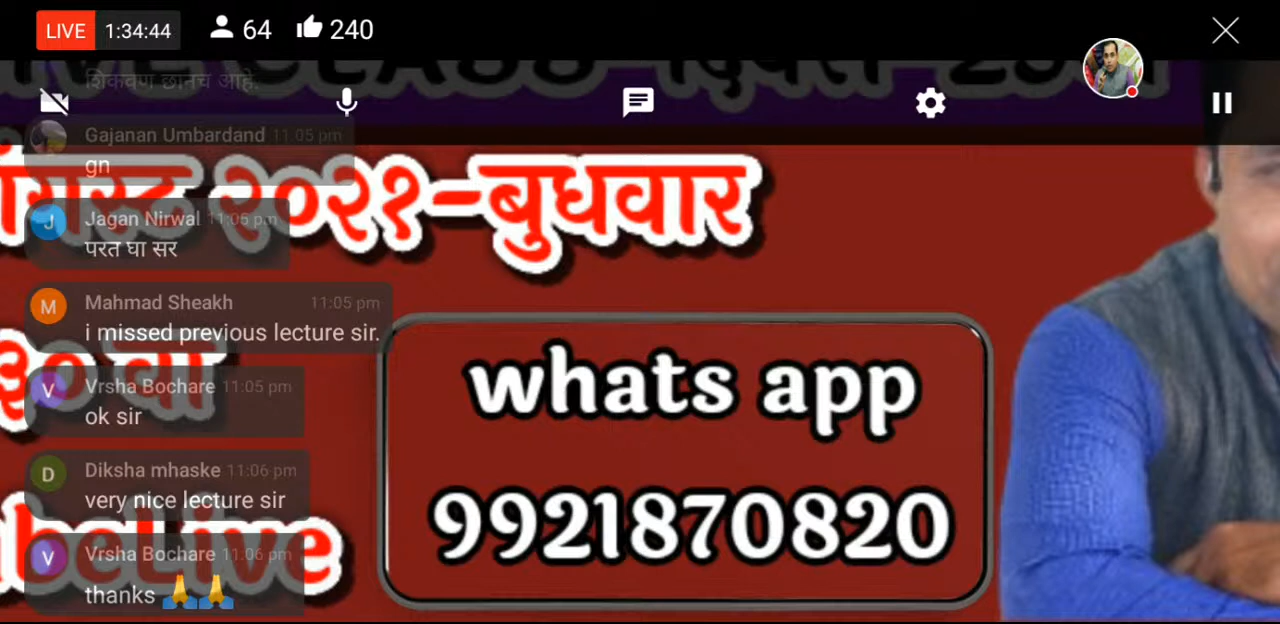 LIVE 1:34:44 64 240
शिकवण छानच आहे.
Gajanan Umbardand 11:05 pm
gn
२०२१-बुधवार
Jagan Nirwal 11:05 pm
परत घा सर
Mahmad Sheakh 11:05 pm
i missed previous lecture sir.
whats app
Vrsha Bochare 11:05 pm
ok sir
Diksha mhaske 11:06 pm
very nice lecture sir
9921870820
Vrsha Bochare 11:06 pm
thanks 🙏🙏